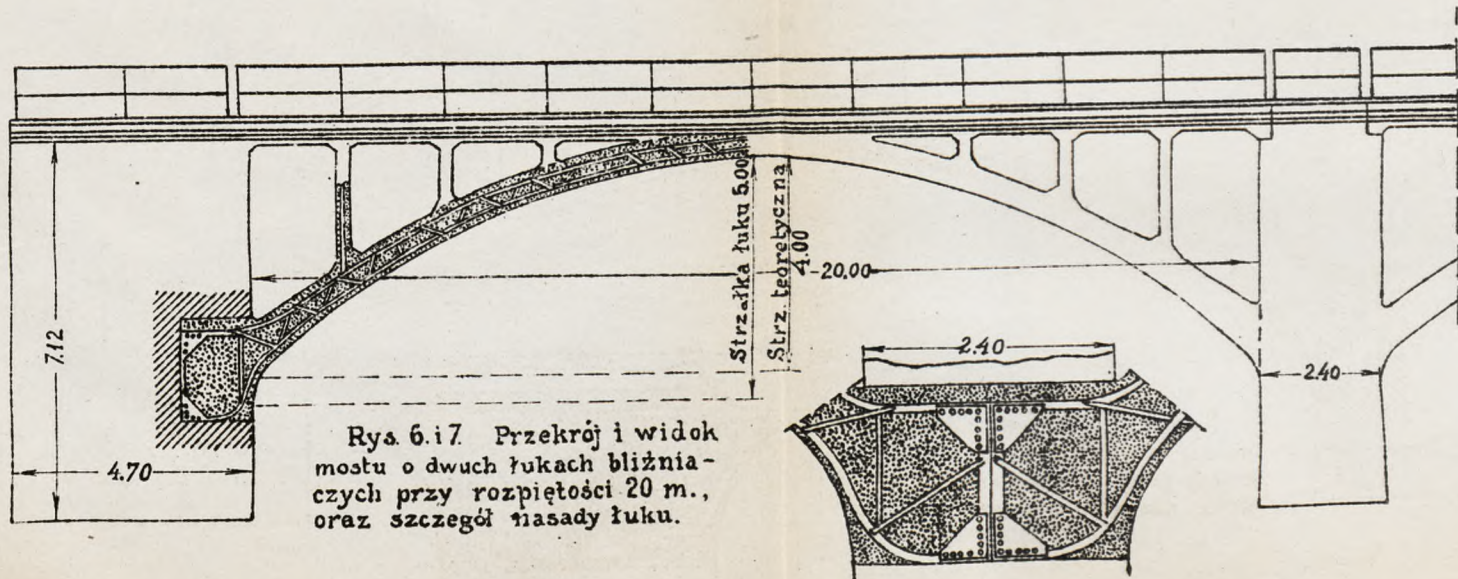 7.12
4.70
Strzałka łuku 5.00
Strz. teoretyczna
4.00
20.00
2.40
2.40
Rys. 6. i 7. Przekrój i widok
mostu o dwuch łukach bliźnia-
czych przy rozpiętości 20 m.,
oraz szczegół nasady łuku.